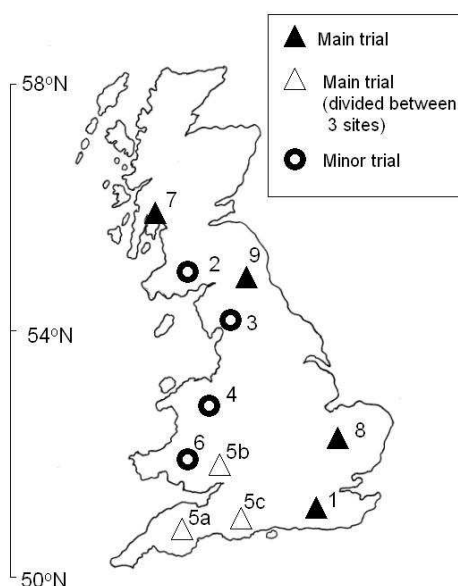 Main trial
Main trial
(divided between
3 sites)
Minor trial
58°N
7
2
9
54°N
3
4
8
6
5b
5c
1
5a
50°N